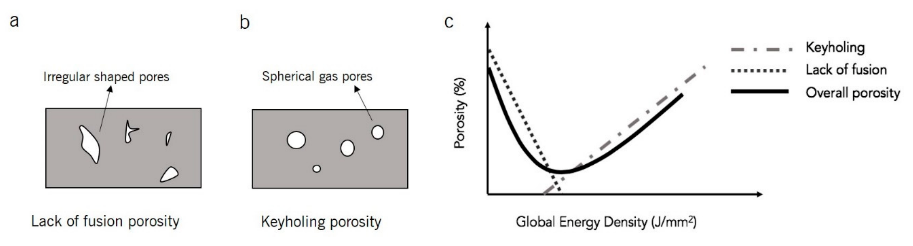 a
Irregular shaped pores
Lack of fusion porosity
b
Spherical gas pores
Keyholing porosity
c
Porosity (%)
Global Energy Density (J/mm²)
Keyholing
Lack of fusion
Overall porosity